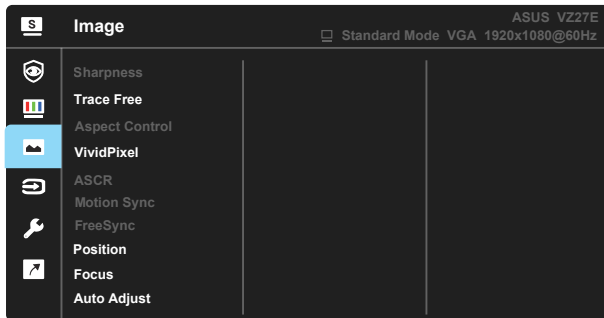 S
Image
ASUS VZ27E
Standard Mode VGA 1920x1080@60Hz
Sharpness
Trace Free
Aspect Control
VividPixel
ASCR
Motion Sync
FreeSync
Position
Focus
Auto Adjust